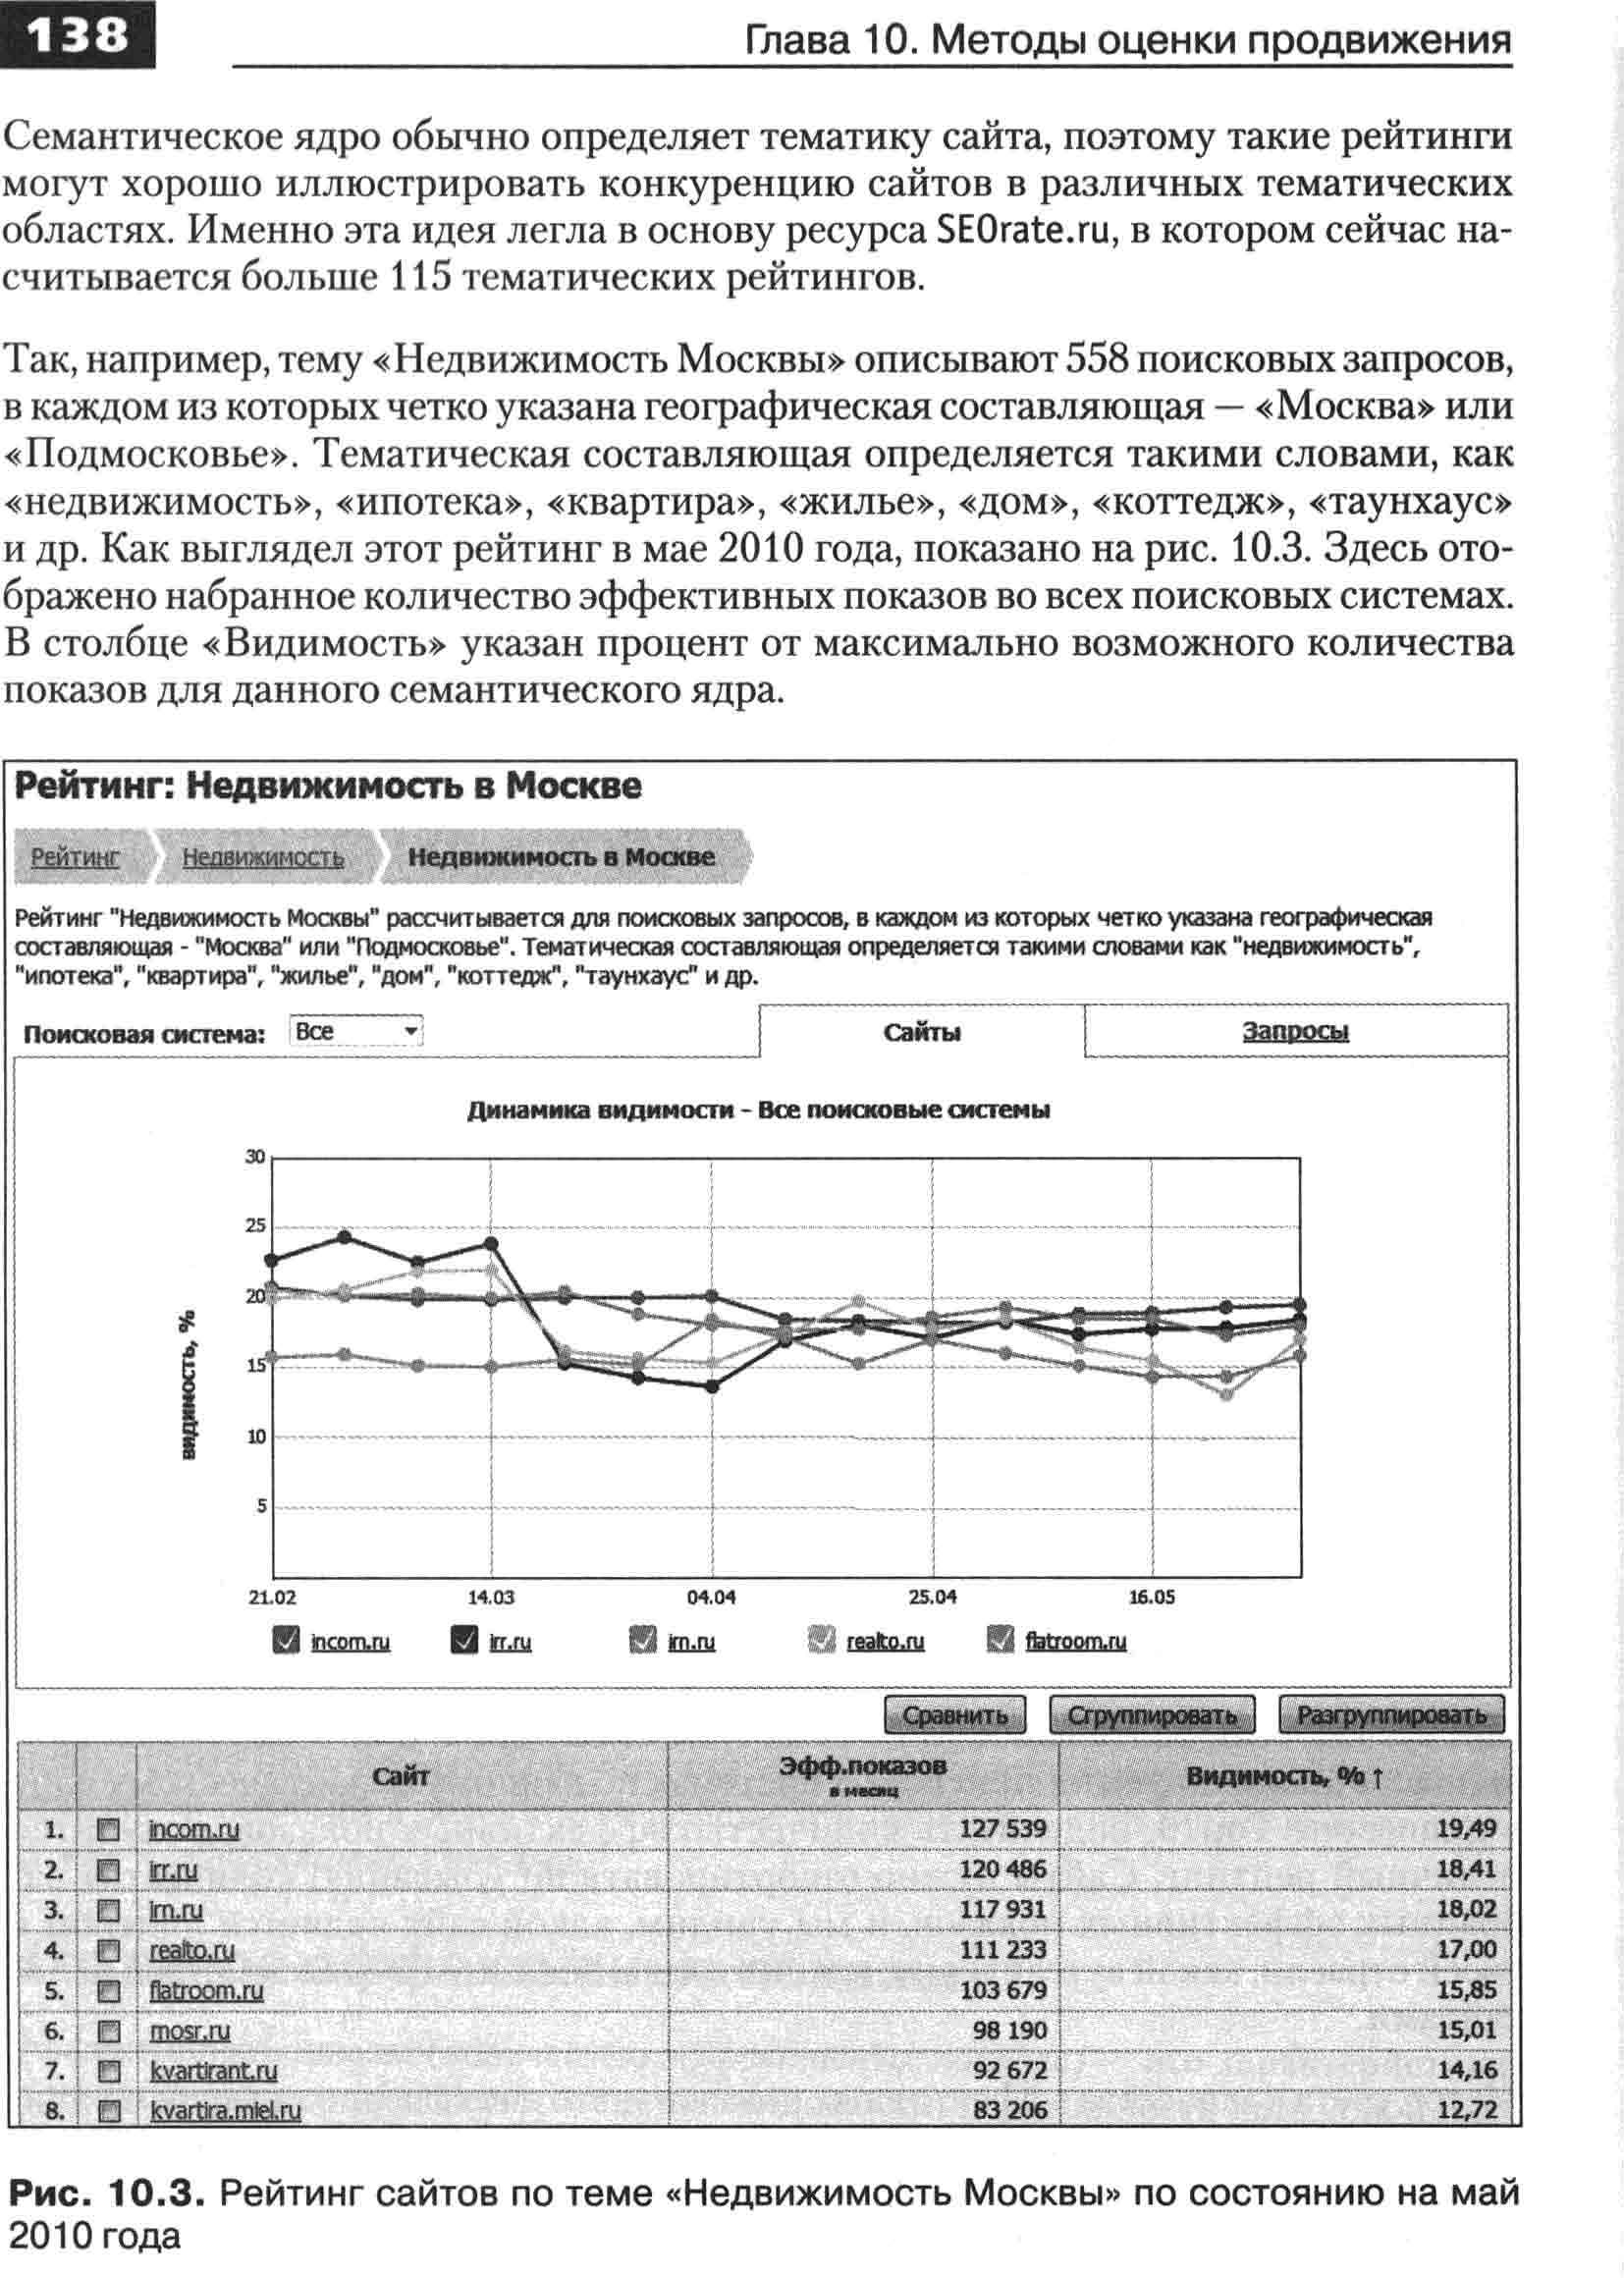 138
Глава 10. Методы оценки продвижения
Семантическое ядро обычно определяет тематику сайта, поэтому такие рейтинги
могут хорошо иллюстрировать конкуренцию сайтов в различных тематических
областях. Именно эта идея легла в основу ресурса SEOrate.ru, в котором сейчас на-
считывается больше 115 тематических рейтингов.
Так, например, тему «Недвижимость Москвы» описывают 558 поисковых запросов,
в каждом из которых четко указана географическая составляющая — «Москва» или
«Подмосковье». Тематическая составляющая определяется такими словами, как
«недвижимость», «ипотека», «квартира», «жилье», «дом», «коттедж», «таунхаус»
и др. Как выглядел этот рейтинг в мае 2010 года, показано на рис. 10.3. Здесь ото-
бражено набранное количество эффективных показов во всех поисковых системах.
В столбце «Видимость» указан процент от максимально возможного количества
показов для данного семантического ядра.
Рейтинг: Недвижимость в Москве
Рейтинг Недвижимость Недвижимость в Москве
Рейтинг "Недвижимость Москвы" рассчитывается для поисковых запросов, в каждом из которых четко указана географическая
составляющая - "Москва" или "Подмосковье". Тематическая составляющая определяется такими словами как "недвижимость",
"ипотека", "квартира", "жилье", "дом", "коттедж", "таунхаус" и др.
Поисковая система: Все Сайты Запросы
Динамика видимости - Все поисковые системы
30
25
20
15
10
5
видимость, %
21.02 14.03 04.04 25.04 16.05
incom.ru irr.ru irn.ru realto.ru flatroom.ru
Сравнить Сгруппировать Разгруппировать
Сайт Эфф.показов в месяц Видимость, % ↑
1. incom.ru 127 539 19,49
2. irr.ru 120 486 18,41
3. irn.ru 117 931 18,02
4. realto.ru 111 233 17,00
5. flatroom.ru 103 679 15,85
6. mosr.ru 98 190 15,01
7. kvartirant.ru 92 672 14,16
8. kvartira.miel.ru 83 206 12,72
Рис. 10.3. Рейтинг сайтов по теме «Недвижимость Москвы» по состоянию на май
2010 года